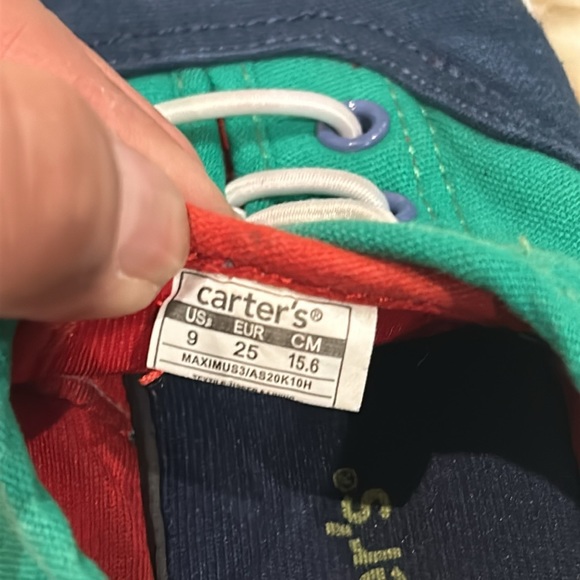 carter's®
US EUR CM
9 25 15.6
MAXIMUS3/AS20K10H